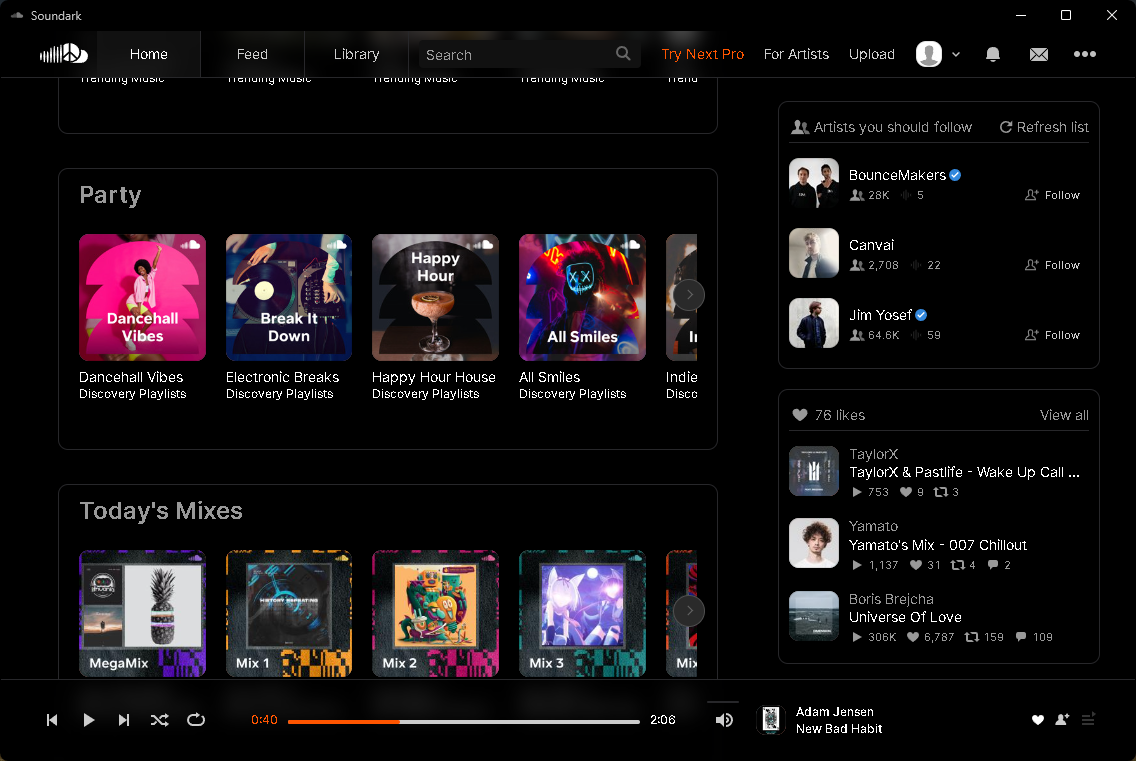 Soundark
Home
Feed
Library
Search
Try Next Pro
For Artists
Upload
Trending Music
Trending Music
Trending Music
Trending Music
Trend
Party
Dancehall
Vibes
Break It
Down
Happy
Hour
All Smiles
Dancehall Vibes
Discovery Playlists
Electronic Breaks
Discovery Playlists
Happy Hour House
Discovery Playlists
All Smiles
Discovery Playlists
Indie
Disco
Today's Mixes
MegaMix
HISTORY REPEATING
Mix 1
Mix 2
Mix 3
Mix
Artists you should follow
Refresh list
BounceMakers
28K 5
Follow
Canvai
2,708 22
Follow
Jim Yosef
64.6K 59
Follow
76 likes
View all
TaylorX
TaylorX & Pastlife - Wake Up Call ...
753 9 3
Yamato
Yamato's Mix - 007 Chillout
1,137 31 4 2
Boris Brejcha
Universe Of Love
306K 6,787 159 109
0:40
2:06
Adam Jensen
New Bad Habit